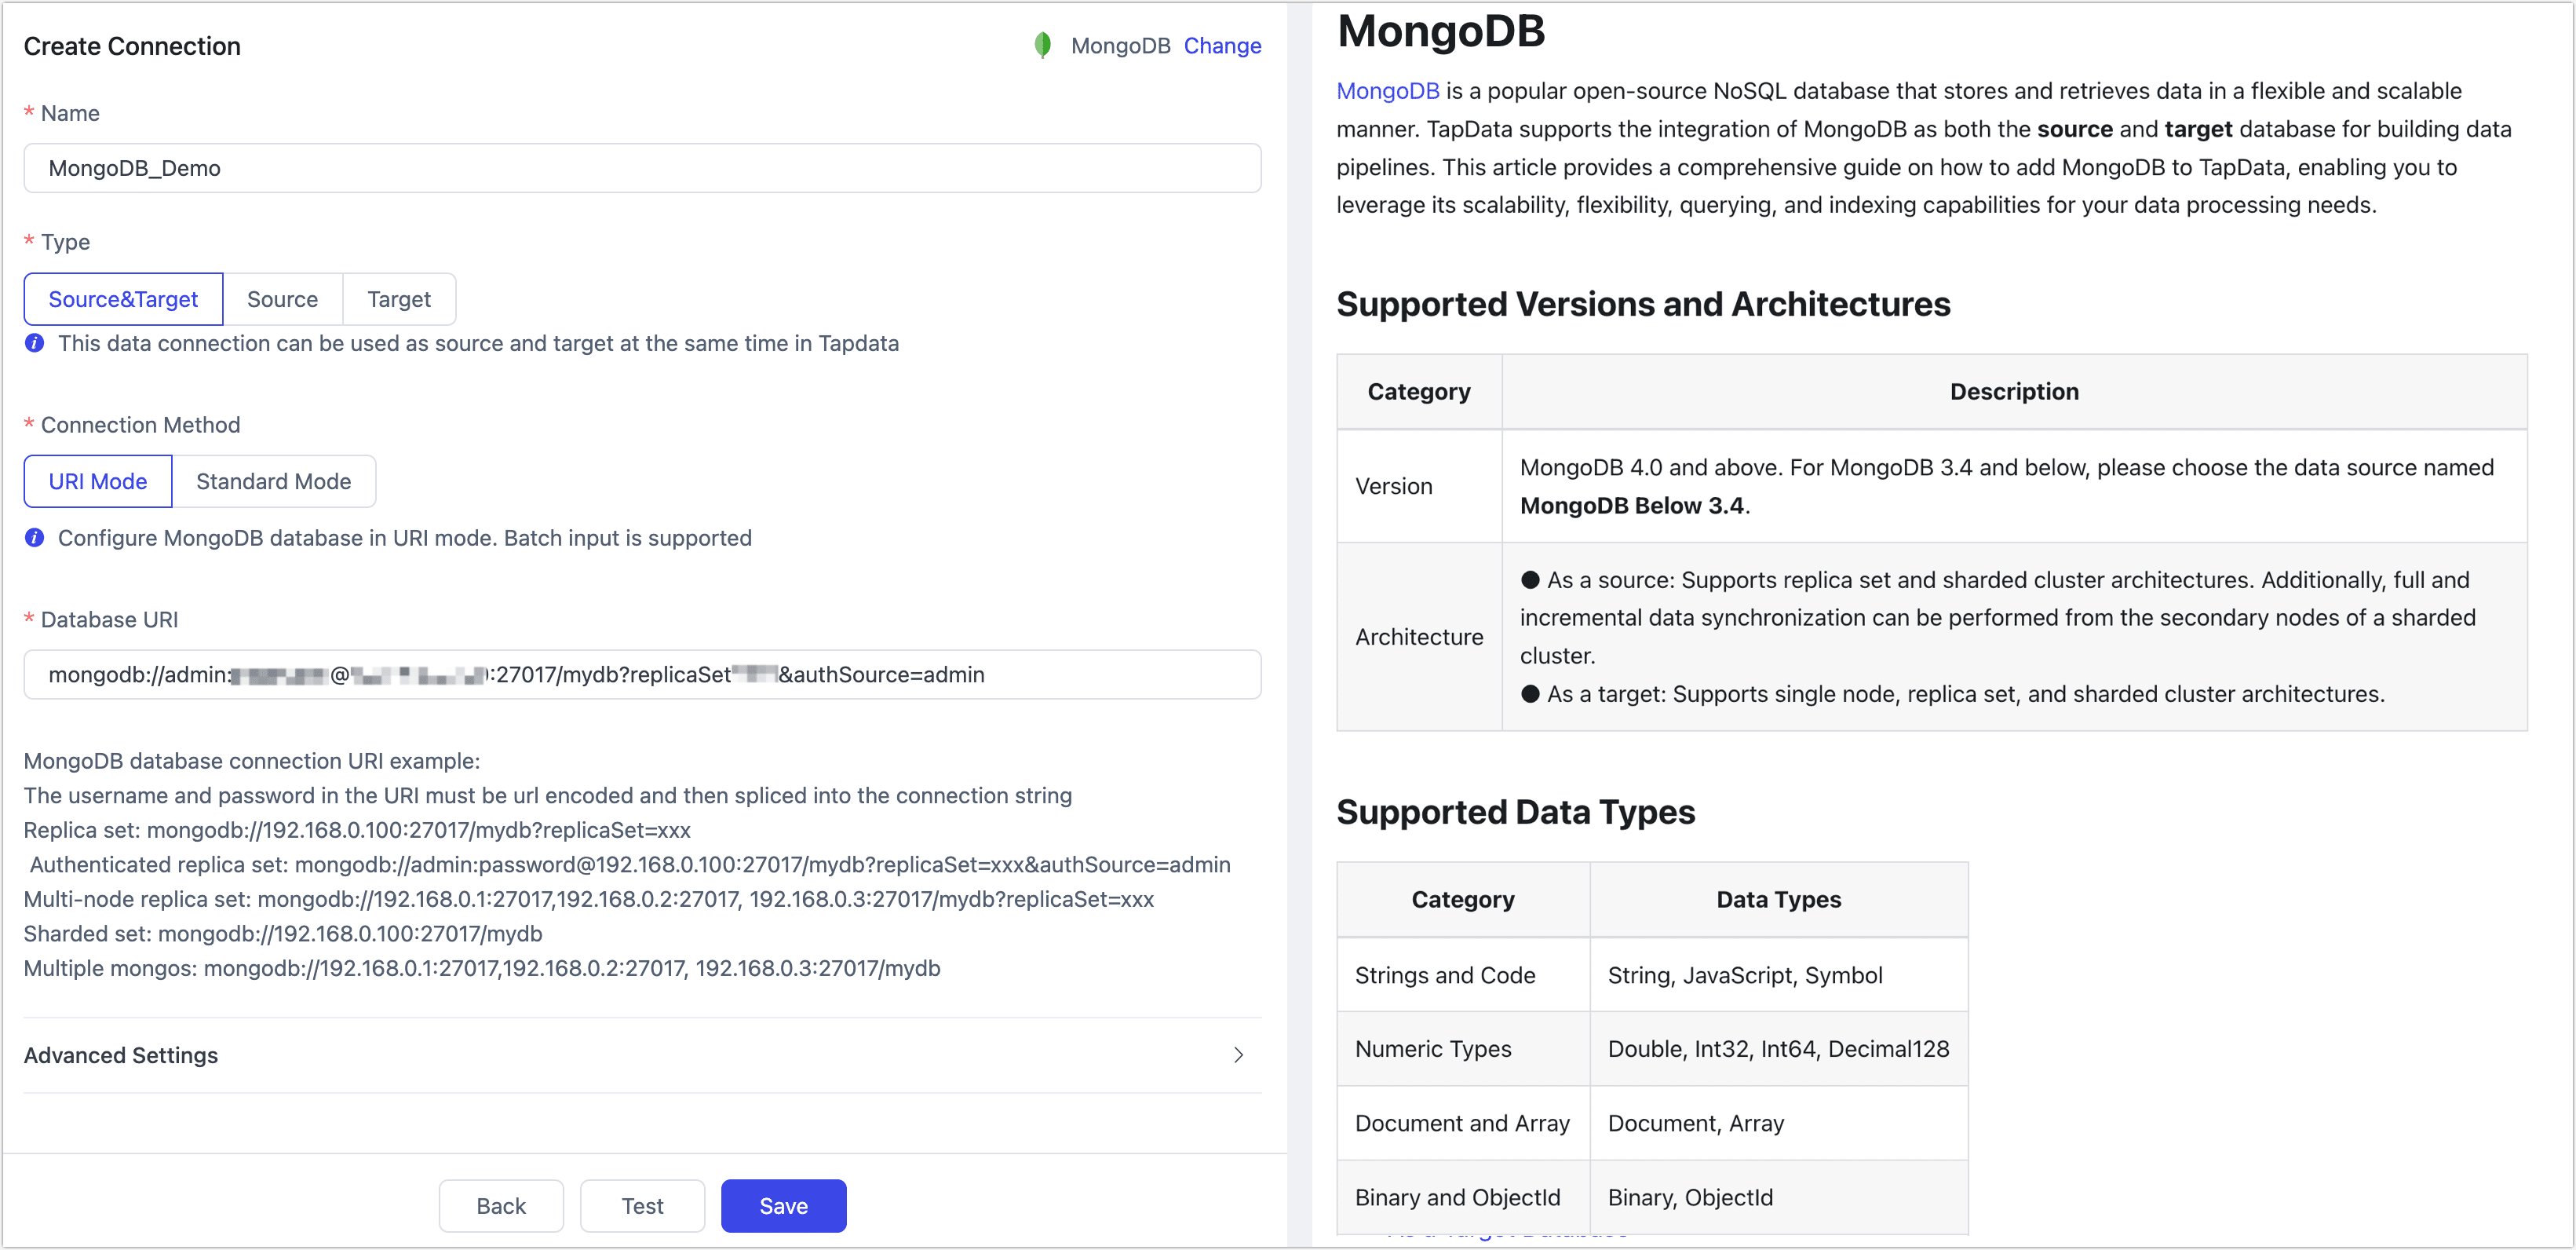 Create Connection
MongoDB Change
* Name
MongoDB_Demo
* Type
Source&Target Source Target
This data connection can be used as source and target at the same time in Tapdata
* Connection Method
URI Mode Standard Mode
Configure MongoDB database in URI mode. Batch input is supported
* Database URI
mongodb://admin: @ :27017/mydb?replicaSet &authSource=admin
MongoDB database connection URI example:
The username and password in the URI must be url encoded and then spliced into the connection string
Replica set: mongodb://192.168.0.100:27017/mydb?replicaSet=xxx
Authenticated replica set: mongodb://admin:password@192.168.0.100:27017/mydb?replicaSet=xxx&authSource=admin
Multi-node replica set: mongodb://192.168.0.1:27017,192.168.0.2:27017, 192.168.0.3:27017/mydb?replicaSet=xxx
Sharded set: mongodb://192.168.0.100:27017/mydb
Multiple mongos: mongodb://192.168.0.1:27017,192.168.0.2:27017, 192.168.0.3:27017/mydb
Advanced Settings
Back Test Save
MongoDB
MongoDB is a popular open-source NoSQL database that stores and retrieves data in a flexible and scalable
manner. TapData supports the integration of MongoDB as both the source and target database for building data
pipelines. This article provides a comprehensive guide on how to add MongoDB to TapData, enabling you to
leverage its scalability, flexibility, querying, and indexing capabilities for your data processing needs.
Supported Versions and Architectures
Category Description
Version
MongoDB 4.0 and above. For MongoDB 3.4 and below, please choose the data source named
MongoDB Below 3.4.
Architecture
● As a source: Supports replica set and sharded cluster architectures. Additionally, full and
incremental data synchronization can be performed from the secondary nodes of a sharded
cluster.
● As a target: Supports single node, replica set, and sharded cluster architectures.
Supported Data Types
Category Data Types
Strings and Code String, JavaScript, Symbol
Numeric Types Double, Int32, Int64, Decimal128
Document and Array Document, Array
Binary and ObjectId Binary, ObjectId